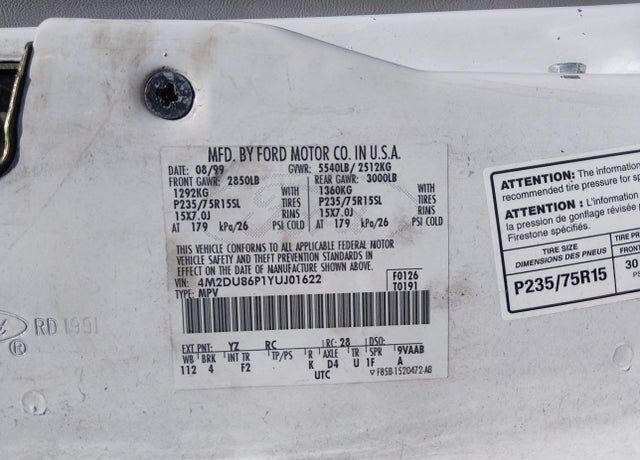 MFD. BY FORD MOTOR CO. IN U.S.A.
DATE: 08/99 GVWR: 5540LB/ 2512KG
FRONT GAWR: 2850LB REAR GAWR: 3000LB
1292KG WITH 1360KG WITH
P235/75R15SL TIRES P235/75R15SL TIRES
15X7.0J RIMS 15X7.0J RIMS
AT 179 kPa/26 PSI COLD AT 179 kPa/26 PSI COLD
THIS VEHICLE CONFORMS TO ALL APPLICABLE FEDERAL MOTOR
VEHICLE SAFETY AND THEFT PREVENTION STANDARDS IN
EFFECT ON THE DATE OF MANUFACTURE SHOWN ABOVE.
VIN: 4M2DU86P1YUJ01622 F0126
TYPE: MPV T0191
EXT PNT: YZ RC RC: 28 DSO:
WB BRK INT TR TP/PS R AXLE TR SPR 9VAAB
112 4 F2 K D4 U 1F A
UTC F85B-1520472-AB
RD 1991
®
ATTENTION: The information
recommended tire pressure for sp
ATTENTION : L'information
la pression de gonflage révisée p
Firestone spécifiés.
TIRE SIZE TIRE PR
DIMENSIONS DES PNEUS
P235/75R15 30